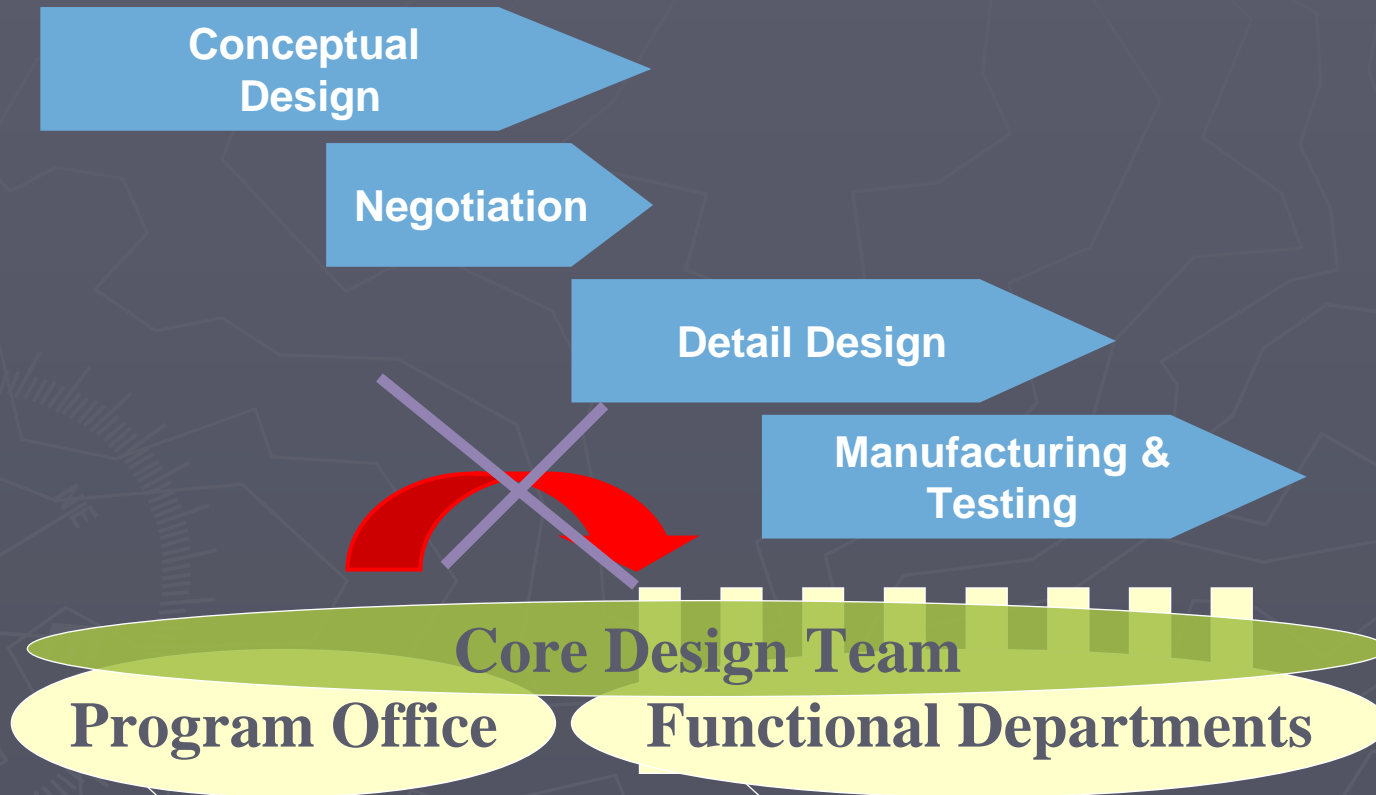 Conceptual
Design
Negotiation
Detail Design
Manufacturing &
Testing
Core Design Team
Program Office
Functional Departments